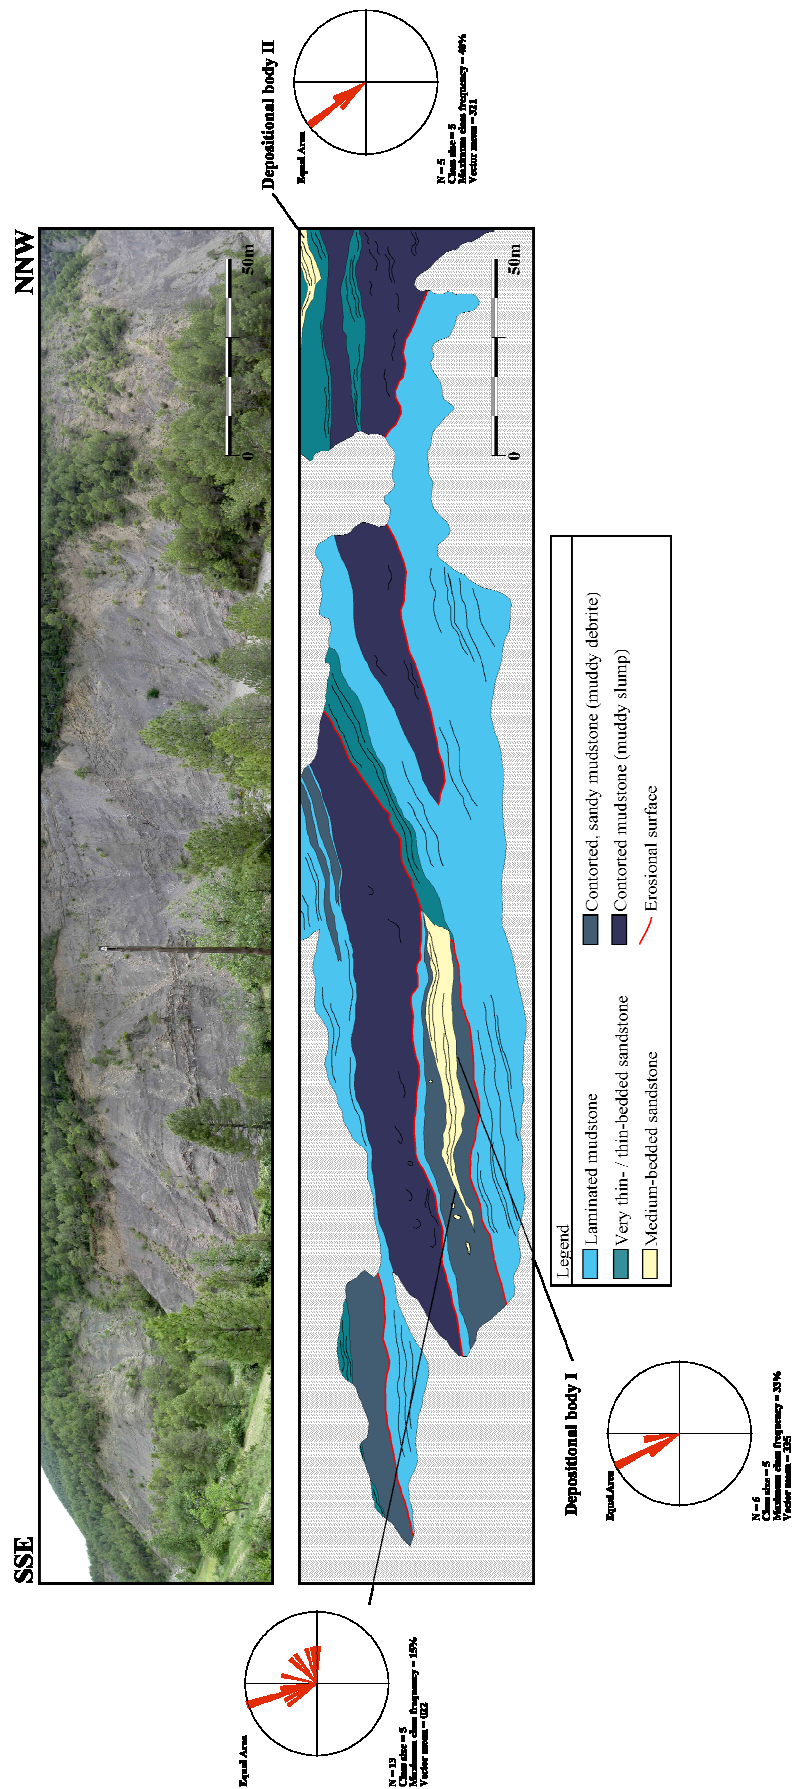 SSE
NNW
0
50m
0
50m
Depositional body II
Equal Area
N = 5
Class size = 5
Maximum class frequency = 40%
Vector mean = 321
Equal Area
N = 13
Class size = 5
Maximum class frequency = 15%
Vector mean = 022
Depositional body I
Equal Area
N = 6
Class size = 5
Maximum class frequency = 33%
Vector mean = 335
Legend
Laminated mudstone
Very thin- / thin-bedded sandstone
Medium-bedded sandstone
Contorted, sandy mudstone (muddy debrite)
Contorted mudstone (muddy slump)
Erosional surface